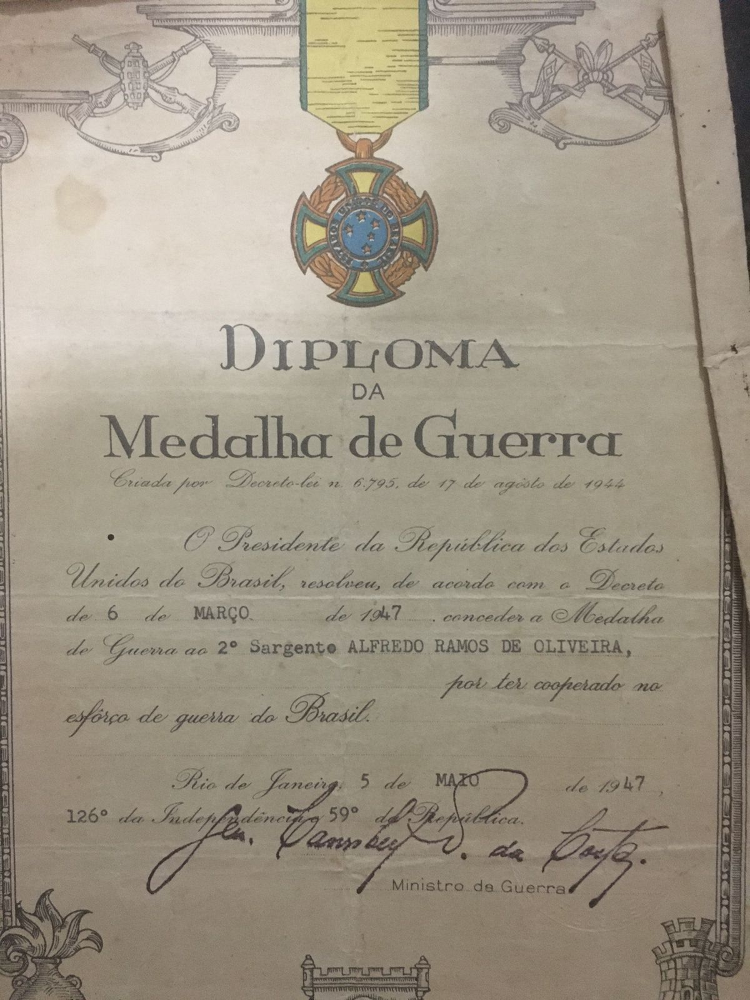 ESTADOS UNIDOS DO BRASIL
DIPLOMA
DA
Medalha de Guerra
Criada por Decreto-lei n. 6.795, de 17 de agôsto de 1944
O Presidente da República dos Estados
Unidos do Brasil, resolveu, de acordo com o Decreto
de 6 de MARÇO. de 1947 . conceder a Medalha
de Guerra ao 2º Sargento ALFREDO RAMOS DE OLIVEIRA,
por ter cooperado no
esfôrço de guerra do Brasil.
Rio de Janeiro, 5 de MAIO de 1947,
126º da Independência e 59º da República.
Gen. Canrobert P. da Costa.
Ministro da Guerra